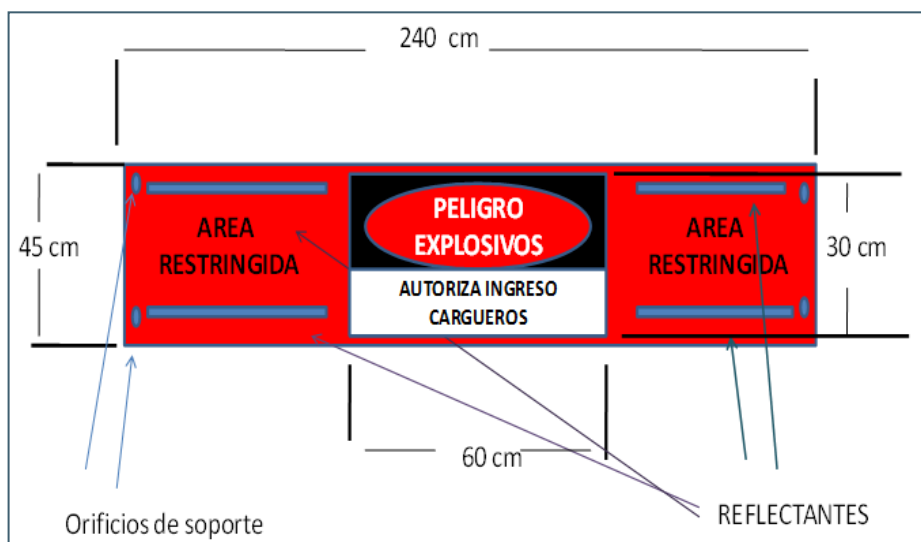 240 cm
45 cm
AREA
RESTRINGIDA
PELIGRO
EXPLOSIVOS
AUTORIZA INGRESO
CARGUEROS
AREA
RESTRINGIDA
30 cm
60 cm
Orificios de soporte
REFLECTANTES